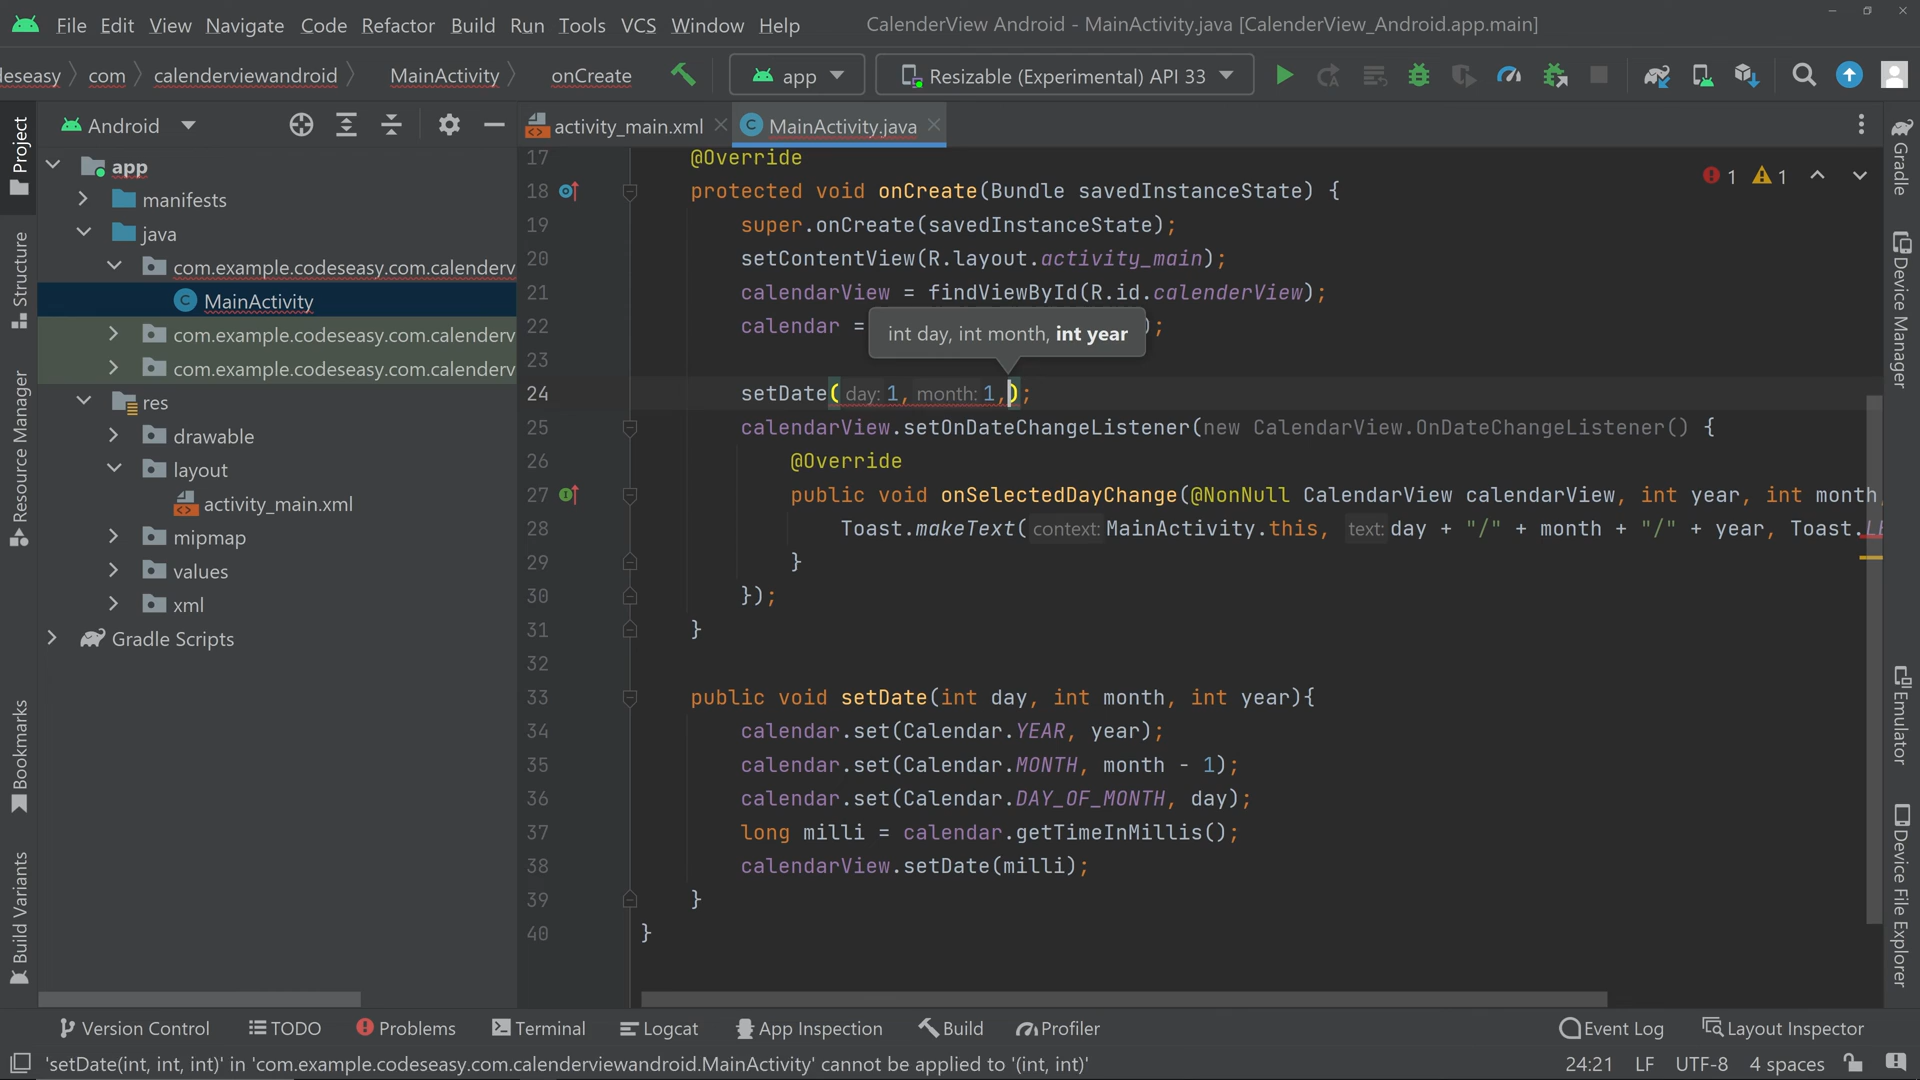 File Edit View Navigate Code Refactor Build Run Tools VCS Window Help
CalenderView Android - MainActivity.java [CalenderView_Android.app.main]
deseasy com calenderviewandroid MainActivity onCreate
app
Resizable (Experimental) API 33
Project
Structure
Resource Manager
Bookmarks
Build Variants
Android
app
manifests
java
com.example.codeseasy.com.calenderv
MainActivity
com.example.codeseasy.com.calenderv
com.example.codeseasy.com.calenderv
res
drawable
layout
activity_main.xml
mipmap
values
xml
Gradle Scripts
activity_main.xml
MainActivity.java
1 1
17 @Override
18 protected void onCreate(Bundle savedInstanceState) {
19 super.onCreate(savedInstanceState);
20 setContentView(R.layout.activity_main);
21 calendarView = findViewById(R.id.calenderView);
22 calendar = );
int day, int month, int year
23
24 setDate( day: 1, month: 1,);
25 calendarView.setOnDateChangeListener(new CalendarView.OnDateChangeListener() {
26 @Override
27 public void onSelectedDayChange(@NonNull CalendarView calendarView, int year, int month,
28 Toast.makeText( context: MainActivity.this, text: day + "/" + month + "/" + year, Toast.LE
29 }
30 });
31 }
32
33 public void setDate(int day, int month, int year){
34 calendar.set(Calendar.YEAR, year);
35 calendar.set(Calendar.MONTH, month - 1);
36 calendar.set(Calendar.DAY_OF_MONTH, day);
37 long milli = calendar.getTimeInMillis();
38 calendarView.setDate(milli);
39 }
40 }
Gradle
Device Manager
Emulator
Device File Explorer
Version Control TODO Problems Terminal Logcat App Inspection Build Profiler Event Log Layout Inspector
'setDate(int, int, int)' in 'com.example.codeseasy.com.calenderviewandroid.MainActivity' cannot be applied to '(int, int)' 24:21 LF UTF-8 4 spaces